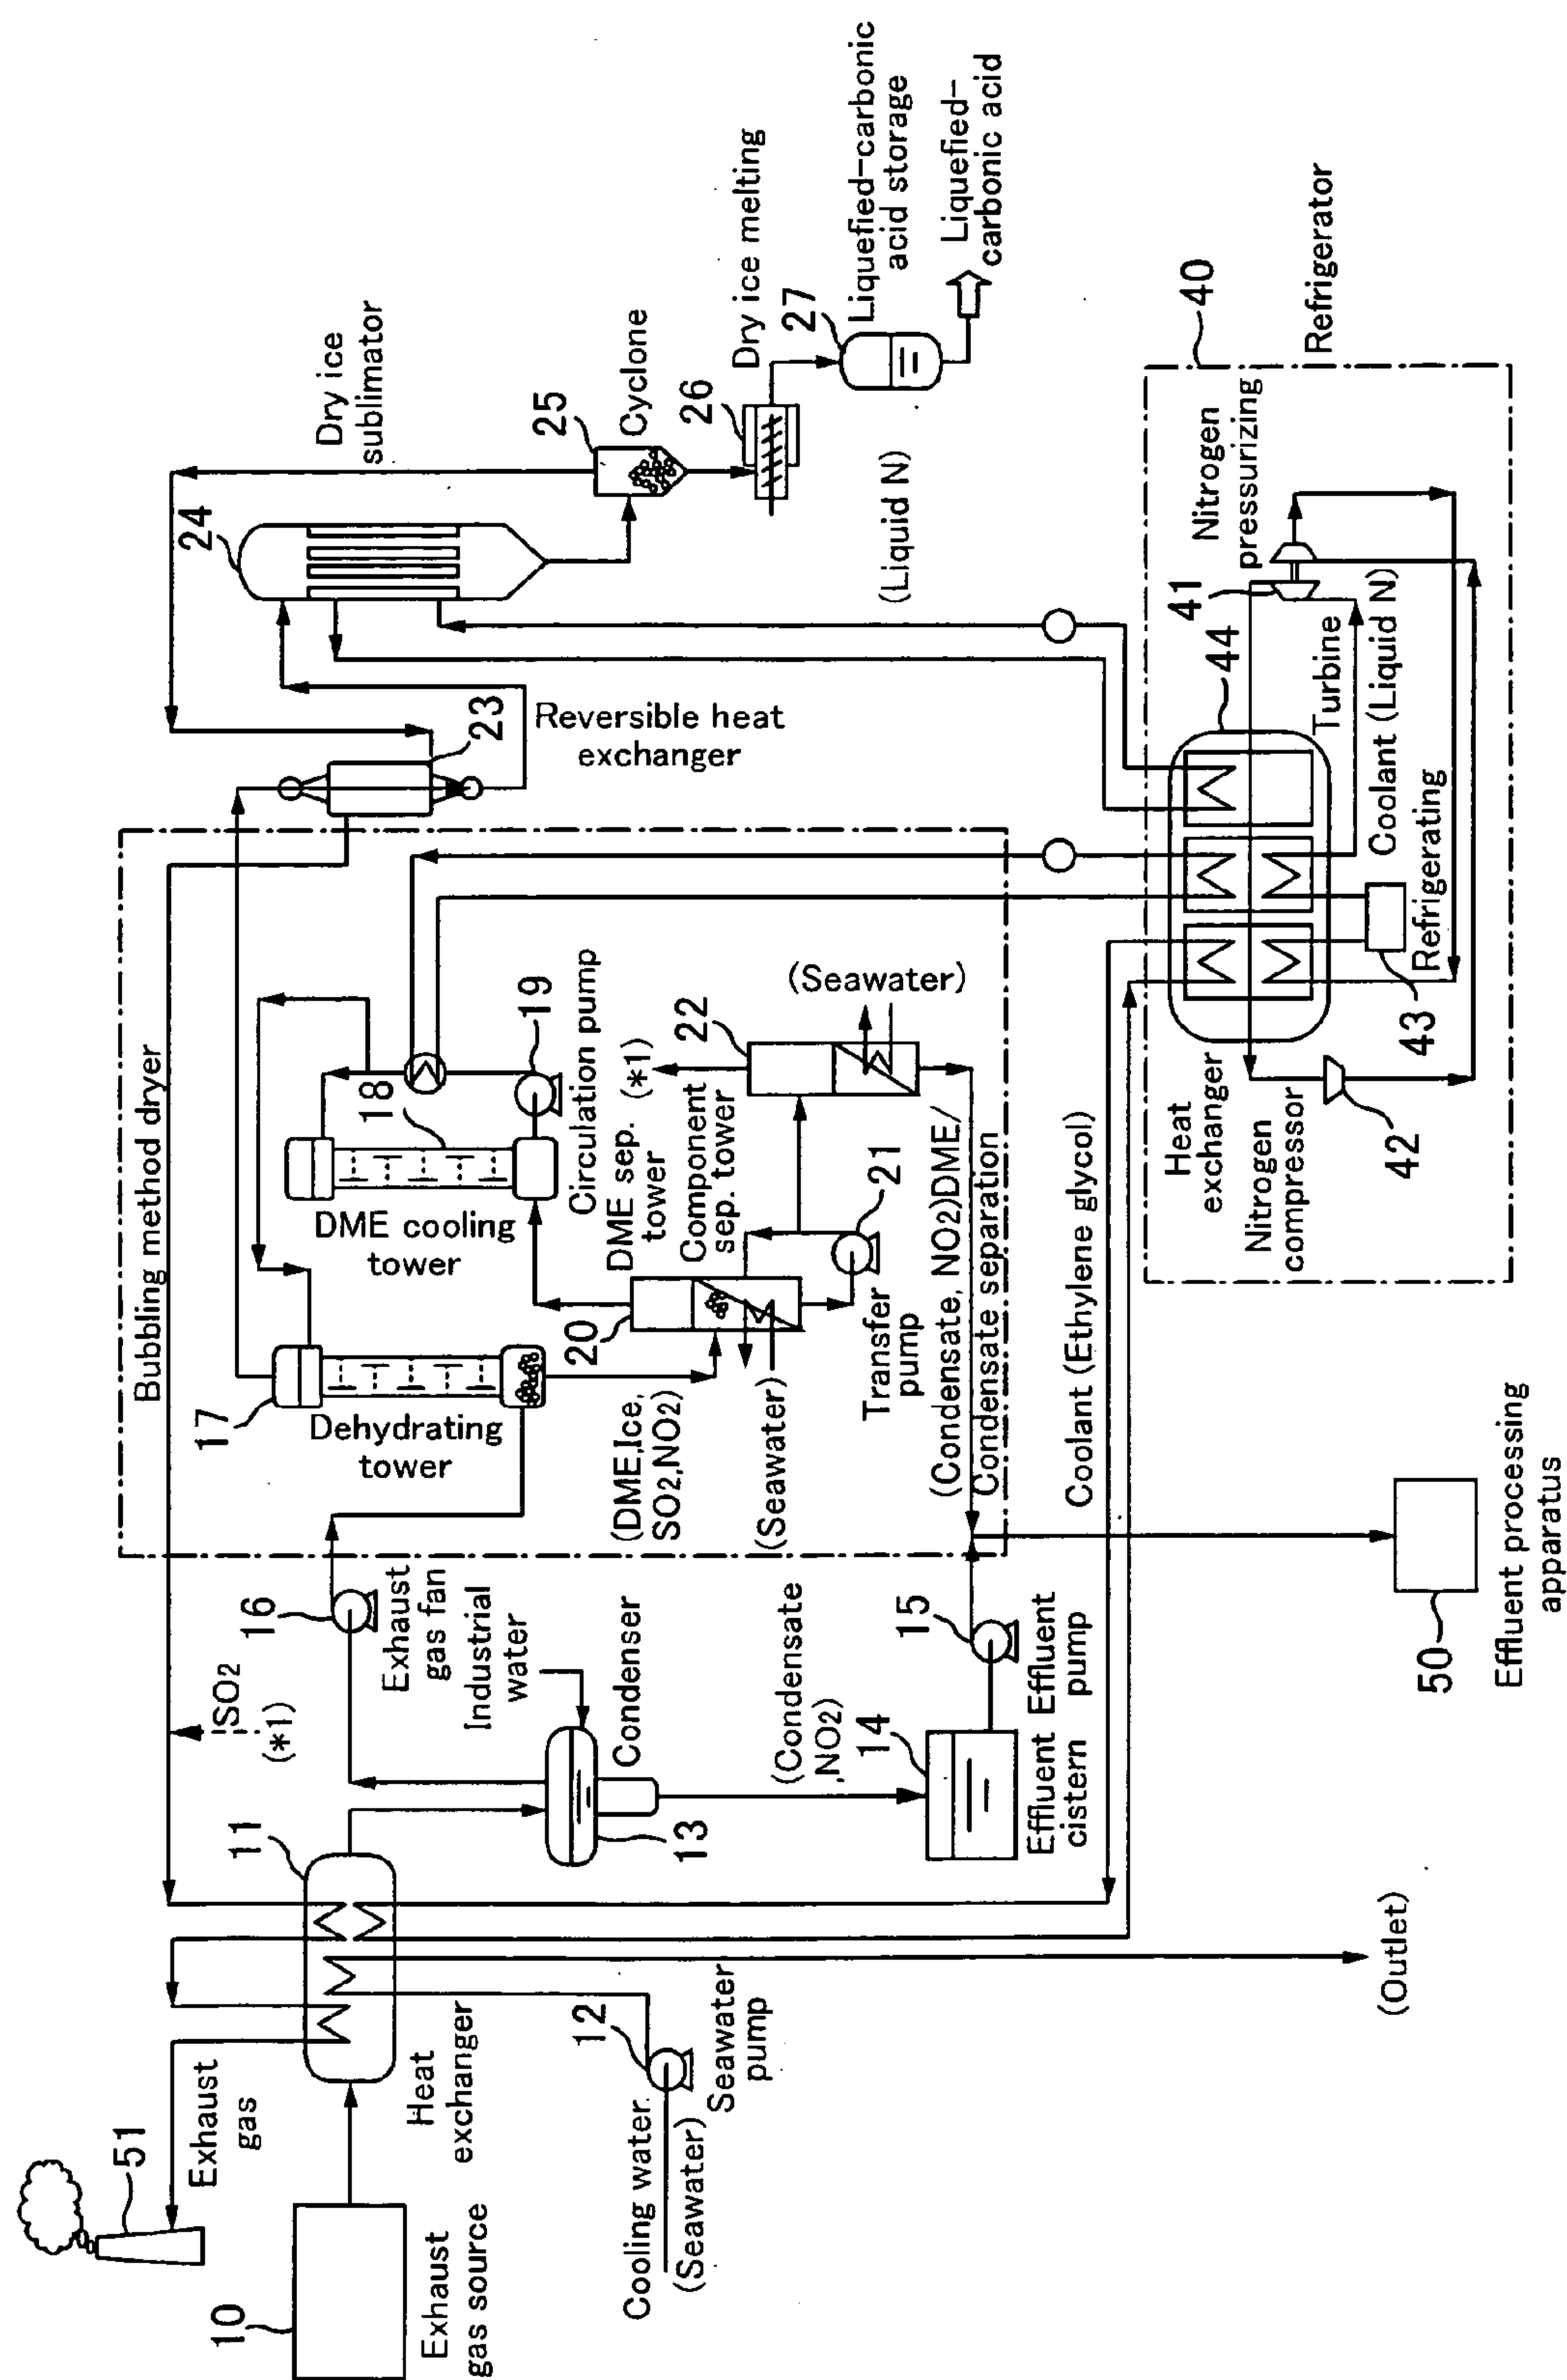 51
Exhaust
gas
10
Exhaust
gas source
11
Heat
exchanger
SO2
(*1)
Cooling water
(Seawater)
12
Seawater
pump
(Outlet)
16
Exhaust
gas fan
Industrial
water
Condenser
13
(Condensate
,NO2)
14
Effluent
cistern
15
Effluent
pump
50
Effluent processing
apparatus
Bubbling method dryer
17
Dehydrating
tower
18
DME cooling
tower
19
Circulation pump
(DME,Ice,
SO2,NO2)
(Seawater)
20
DME sep.
tower
Component
sep. tower
(*1)
22
(Seawater)
21
Transfer
pump
(Condensate, NO2)DME/
Condensate separation
Coolant (Ethylene glycol)
23
Reversible heat
exchanger
24
Dry ice
sublimator
25
Cyclone
26
Dry ice melting
27
Liquefied-carbonic
acid storage
Liquefied-
carbonic acid
(Liquid N)
40
Refrigerator
Nitrogen
pressurizing
41
44
Turbine
Coolant (Liquid N)
Refrigerating
43
Heat
exchanger
Nitrogen
compressor
42